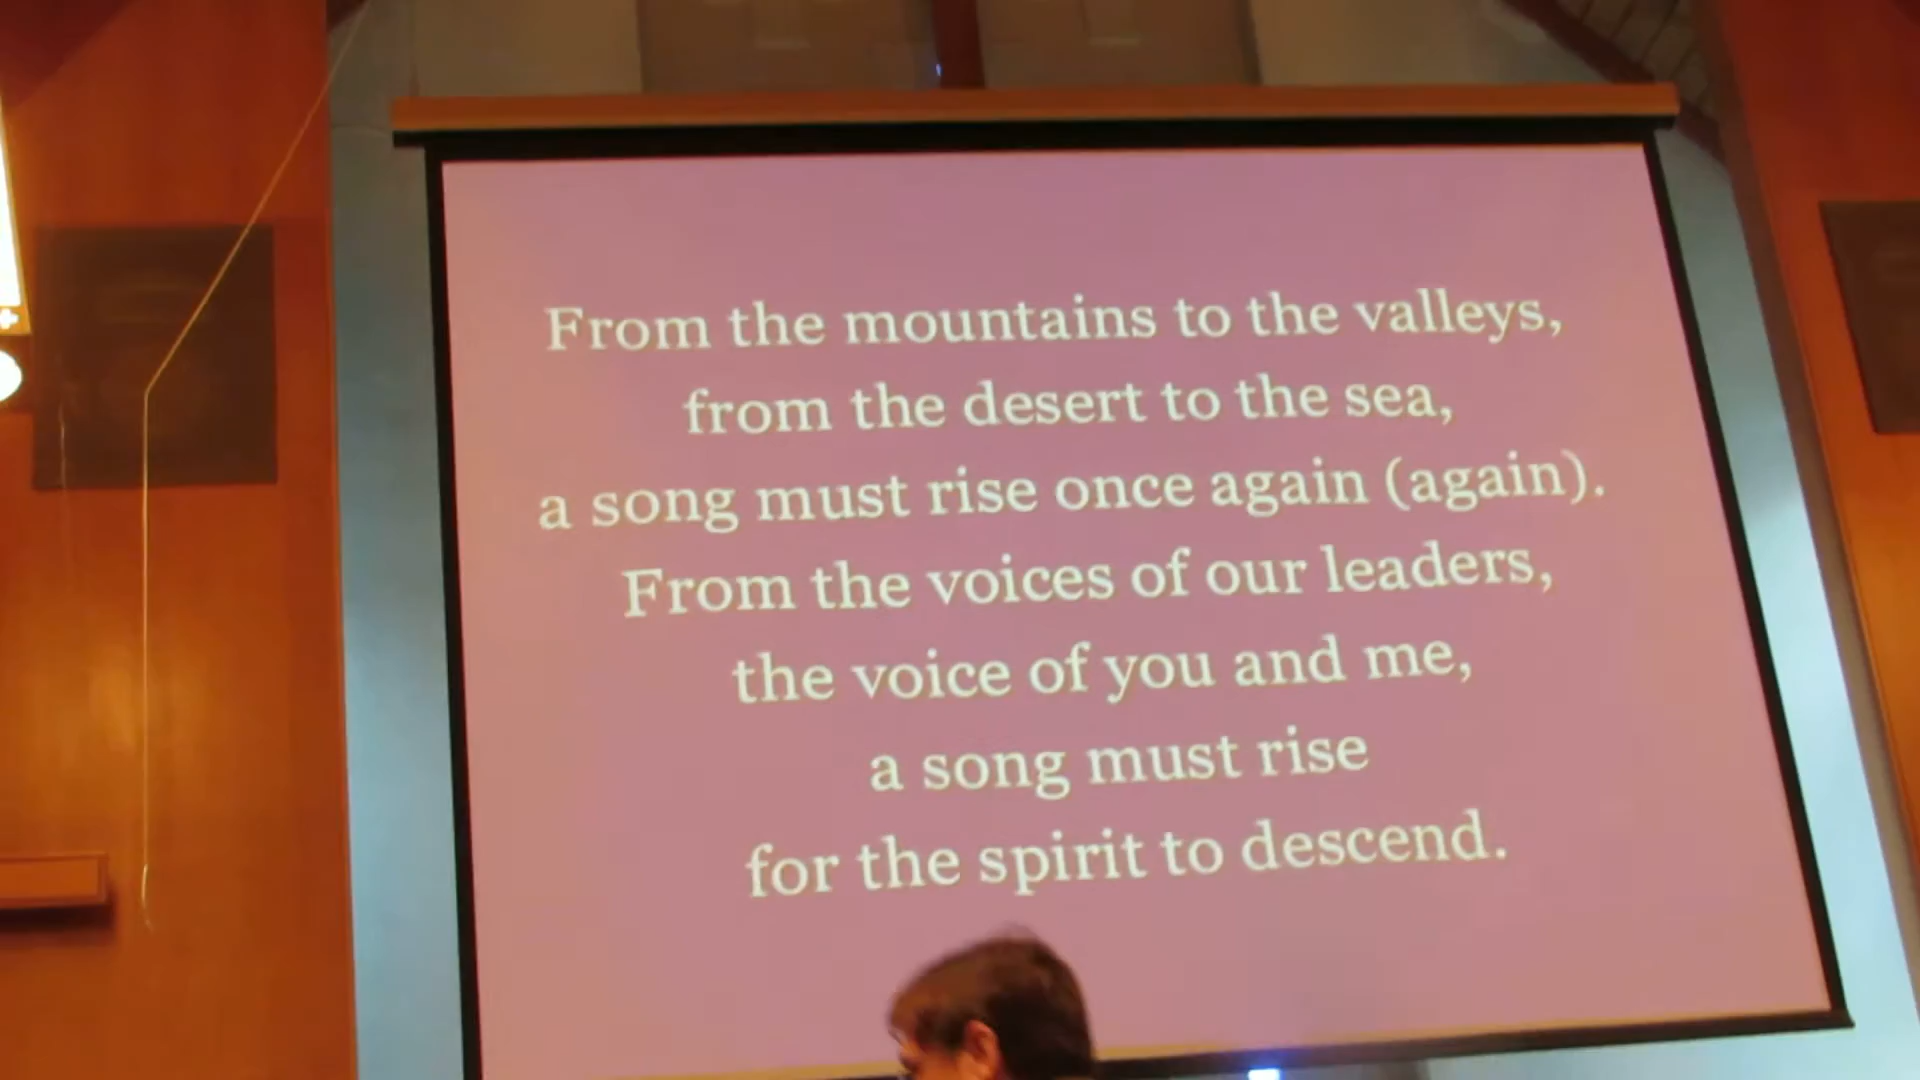 From the mountains to the valleys,
from the desert to the sea,
a song must rise once again (again).
From the voices of our leaders,
the voice of you and me,
a song must rise
for the spirit to descend.